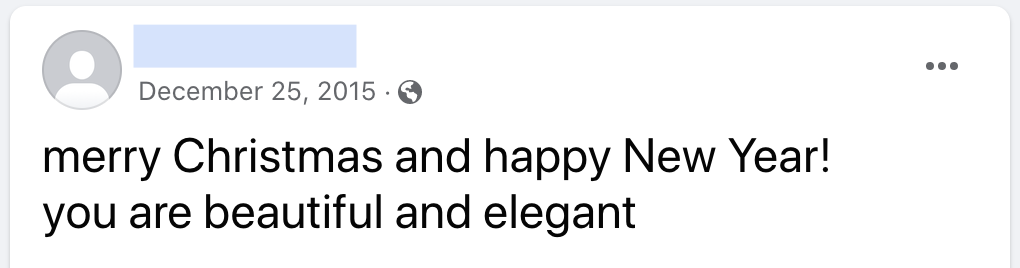 December 25, 2015 ·
merry Christmas and happy New Year!
you are beautiful and elegant